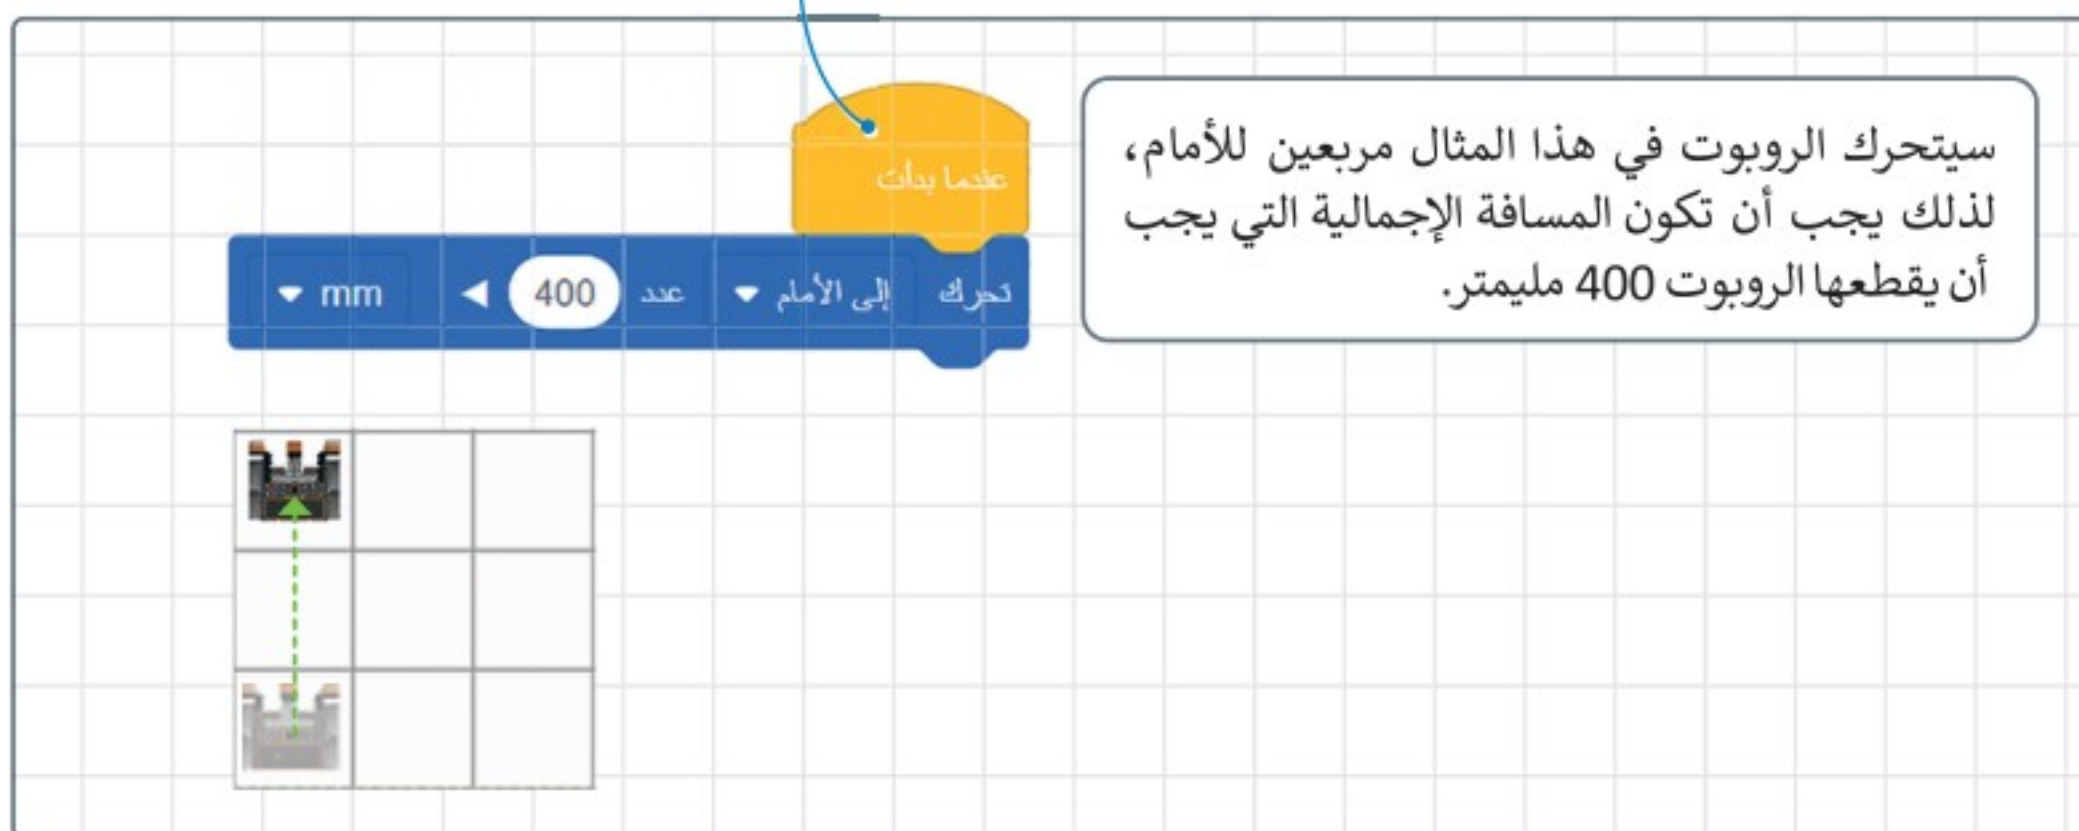 سيتحرك الروبوت في هذا المثال مربعين للأمام،
لذلك يجب أن تكون المسافة الإجمالية التي يجب
أن يقطعها الروبوت 400 مليمتر.
عندما بدأت
تحرك إلى الأمام عدد 400 mm